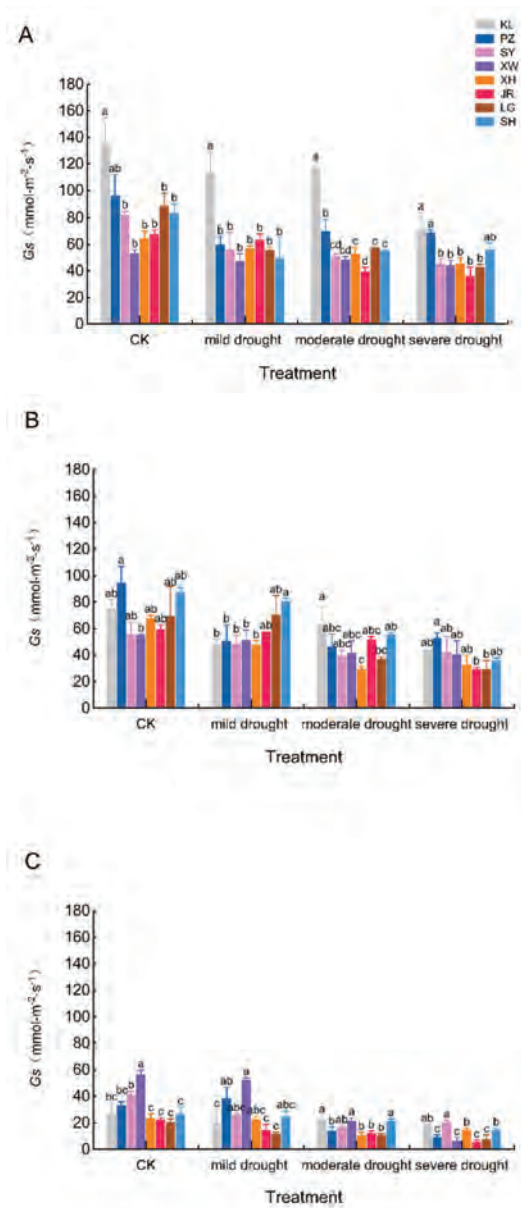 A
KL
PZ
SY
XW
XH
JR
LG
SH
Gs（mmol·m⁻²·s⁻¹）
180
160
140
120
100
80
60
40
20
0
a ab b b b b b b
a b b b b b b b
a b cd cd c d c c
a a b b b b b ab
CK mild drought moderate drought severe drought
Treatment
B
Gs（mmol·m⁻²·s⁻¹）
180
160
140
120
100
80
60
40
20
0
ab a ab b ab ab ab ab
b b b b b ab ab a
a abc abc abc c abc bc ab
ab a ab ab ab b b ab
CK mild drought moderate drought severe drought
Treatment
C
Gs（mmol·m⁻²·s⁻¹）
180
160
140
120
100
80
60
40
20
0
bc bc b a c c c c
c ab abc a abc c c abc
a b ab a b b b a
ab c a c b c c b
CK mild drought moderate drought severe drought
Treatment